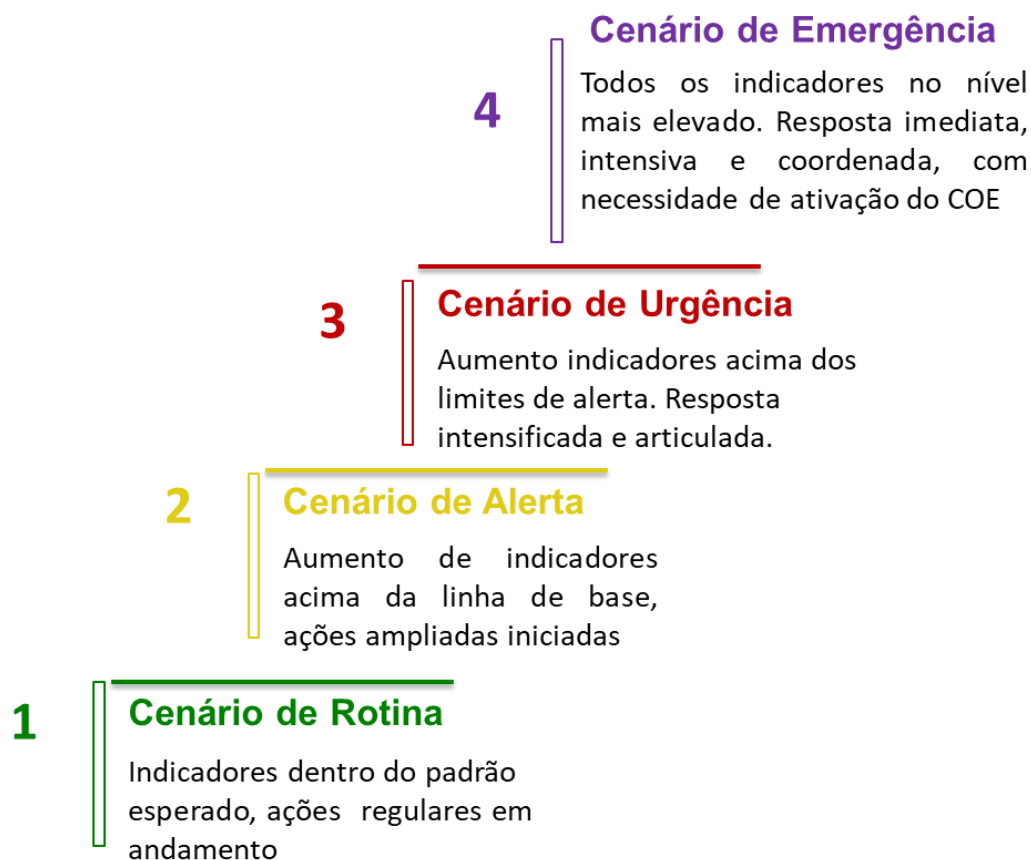 Cenário de Emergência
4
Todos os indicadores no nível
mais elevado. Resposta imediata,
intensiva e coordenada, com
necessidade de ativação do COE
3
Cenário de Urgência
Aumento indicadores acima dos
limites de alerta. Resposta
intensificada e articulada.
2
Cenário de Alerta
Aumento de indicadores
acima da linha de base,
ações ampliadas iniciadas
1
Cenário de Rotina
Indicadores dentro do padrão
esperado, ações regulares em
andamento